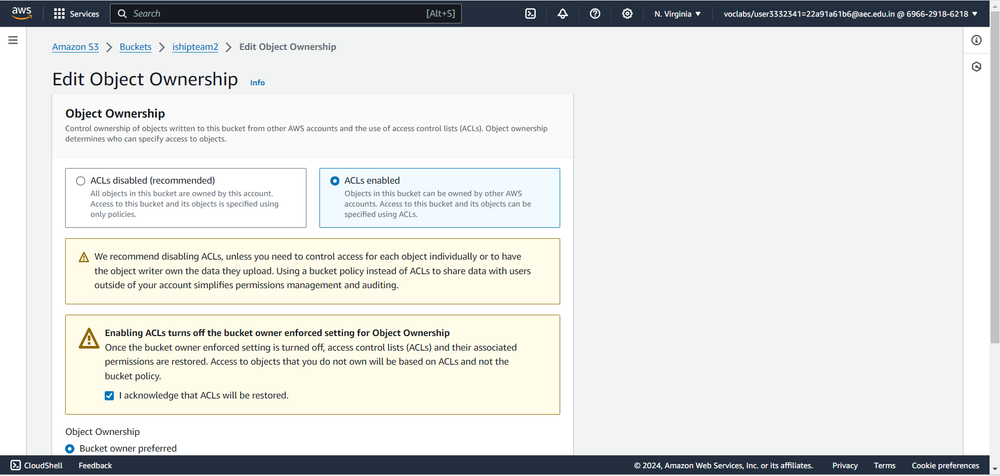 aws
Services
Search
[Alt+S]
N. Virginia
voclabs/user3332341=22a91a61b6@aec.edu.in @ 6966-2918-6218
Amazon S3
Buckets
ishipteam2
Edit Object Ownership
Edit Object Ownership
Info
Object Ownership
Control ownership of objects written to this bucket from other AWS accounts and the use of access control lists (ACLs). Object ownership
determines who can specify access to objects.
ACLs disabled (recommended)
All objects in this bucket are owned by this account.
Access to this bucket and its objects is specified using
only policies.
ACLs enabled
Objects in this bucket can be owned by other AWS
accounts. Access to this bucket and its objects can be
specified using ACLs.
We recommend disabling ACLs, unless you need to control access for each object individually or to have
the object writer own the data they upload. Using a bucket policy instead of ACLs to share data with users
outside of your account simplifies permissions management and auditing.
Enabling ACLs turns off the bucket owner enforced setting for Object Ownership
Once the bucket owner enforced setting is turned off, access control lists (ACLs) and their associated
permissions are restored. Access to objects that you do not own will be based on ACLs and not the
bucket policy.
I acknowledge that ACLs will be restored.
Object Ownership
Bucket owner preferred
CloudShell
Feedback
© 2024, Amazon Web Services, Inc. or its affiliates.
Privacy
Terms
Cookie preferences